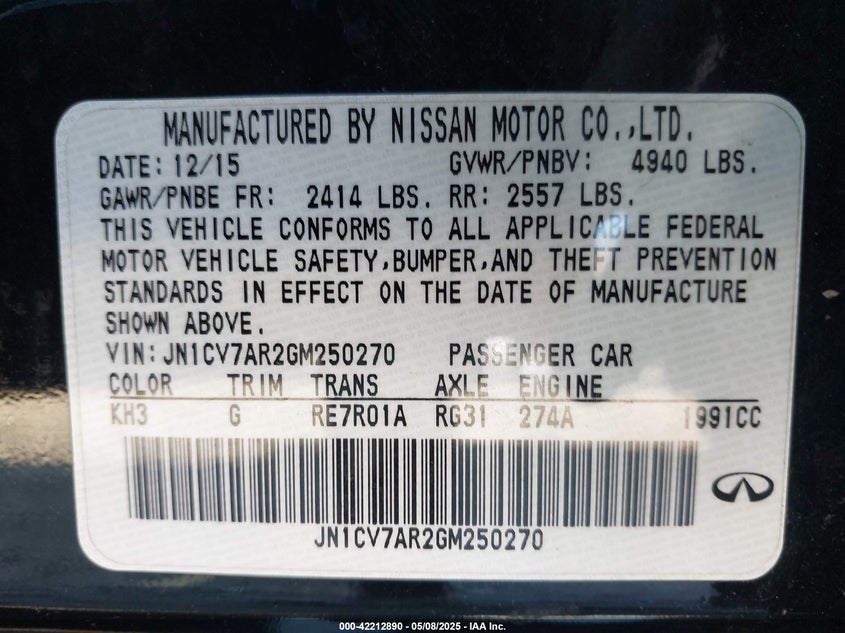 MANUFACTURED BY NISSAN MOTOR CO.,LTD.
DATE: 12/15 GVWR/PNBV: 4940 LBS.
GAWR/PNBE FR: 2414 LBS. RR: 2557 LBS.
THIS VEHICLE CONFORMS TO ALL APPLICABLE FEDERAL
MOTOR VEHICLE SAFETY,BUMPER,AND THEFT PREVENTION
STANDARDS IN EFFECT ON THE DATE OF MANUFACTURE
SHOWN ABOVE.
VIN: JN1CV7AR2GM250270 PASSENGER CAR
COLOR TRIM TRANS AXLE ENGINE
KH3 G RE7R01A RG31 274A 1991CC
JN1CV7AR2GM250270
000-42212890 - 05/08/2025 - IAA Inc.